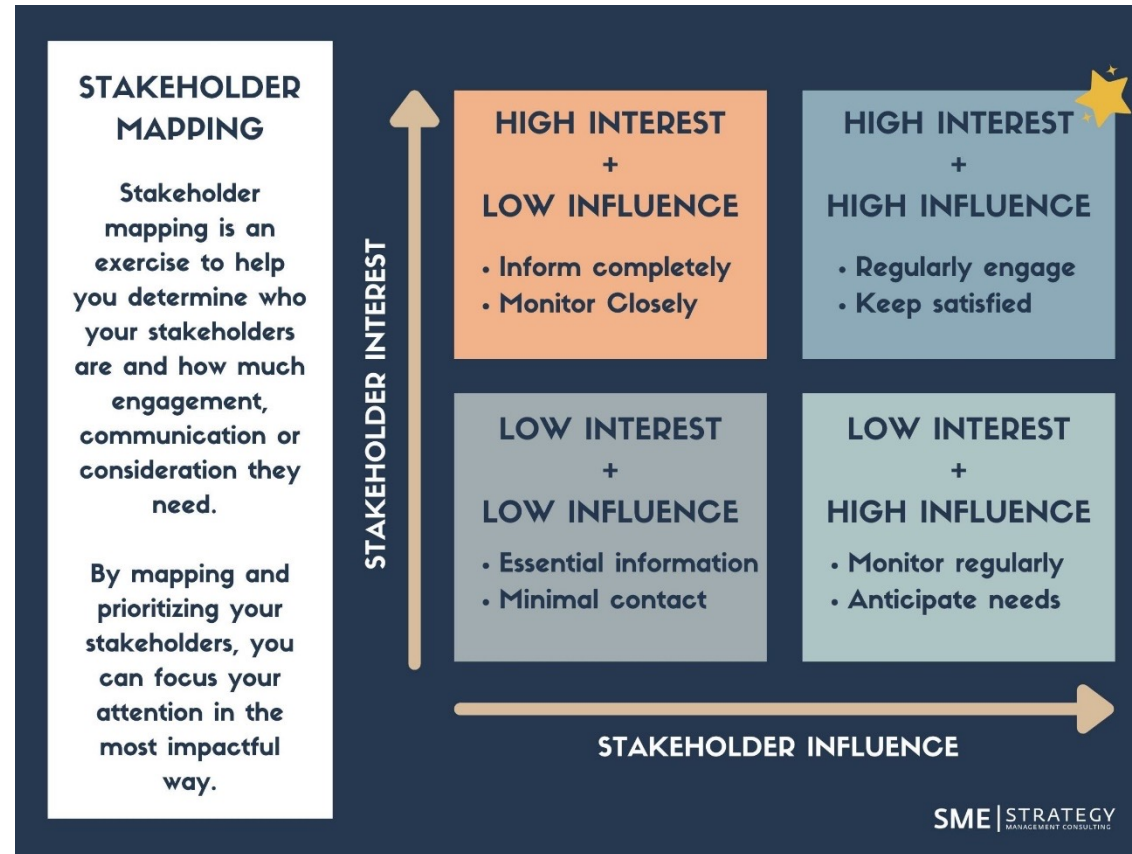 STAKEHOLDER
MAPPING
Stakeholder
mapping is an
exercise to help
you determine who
your stakeholders
are and how much
engagement,
communication or
consideration they
need.
By mapping and
prioritizing your
stakeholders, you
can focus your
attention in the
most impactful
way.
STAKEHOLDER INTEREST
HIGH INTEREST
+
LOW INFLUENCE
• Inform completely
• Monitor Closely
HIGH INTEREST
+
HIGH INFLUENCE
• Regularly engage
• Keep satisfied
LOW INTEREST
+
LOW INFLUENCE
• Essential information
• Minimal contact
LOW INTEREST
+
HIGH INFLUENCE
• Monitor regularly
• Anticipate needs
STAKEHOLDER INFLUENCE
SME | STRATEGY
MANAGEMENT CONSULTING